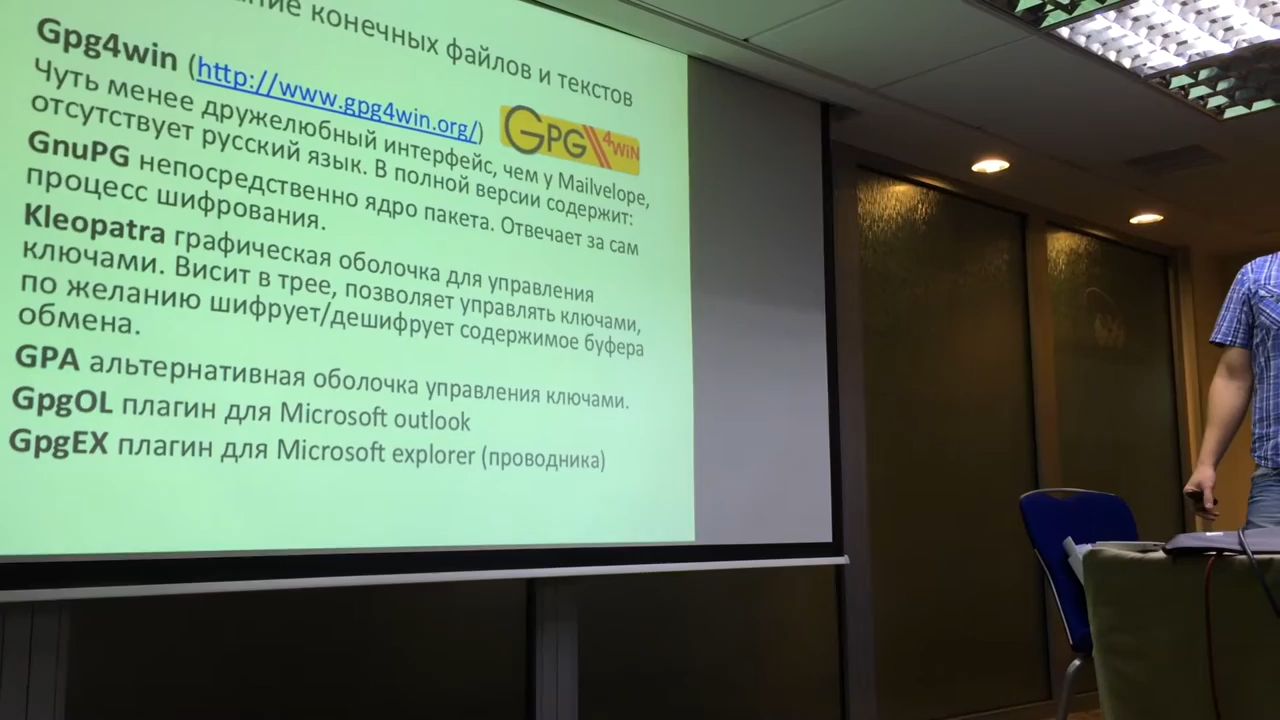 конечных файлов и текстов
Gpg4win (http://www.gpg4win.org/)
GPG4WIN
Чуть менее дружелюбный интерфейс, чем у Mailvelope,
отсутствует русский язык. В полной версии содержит:
GnuPG непосредственно ядро пакета. Отвечает за сам
процесс шифрования.
Kleopatra графическая оболочка для управления
ключами. Висит в трее, позволяет управлять ключами,
по желанию шифрует/дешифрует содержимое буфера
обмена.
GPA альтернативная оболочка управления ключами.
GpgOL плагин для Microsoft outlook
GpgEX плагин для Microsoft explorer (проводника)